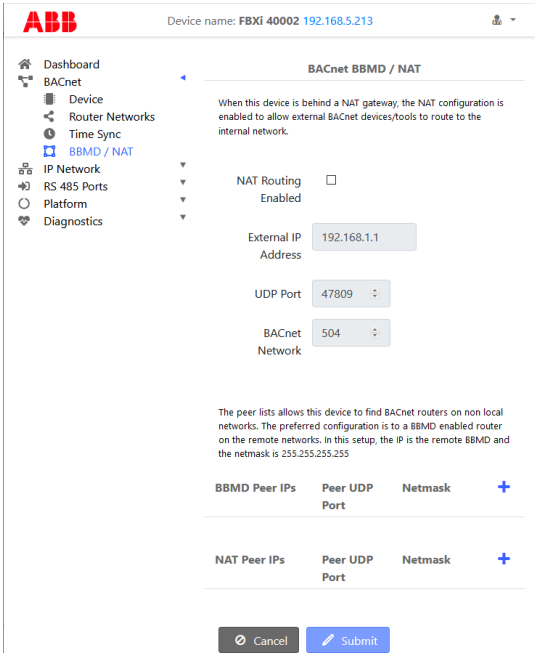 ABB
Device name: FBXi 40002 192.168.5.213
Dashboard
BACnet
Device
Router Networks
Time Sync
BBMD / NAT
IP Network
RS 485 Ports
Platform
Diagnostics
BACnet BBMD / NAT
When this device is behind a NAT gateway, the NAT configuration is
enabled to allow external BACnet devices/tools to route to the
internal network.
NAT Routing
Enabled
External IP
Address
192.168.1.1
UDP Port
47809
BACnet
Network
504
The peer lists allows this device to find BACnet routers on non local
networks. The preferred configuration is to a BBMD enabled router
on the remote networks. In this setup, the IP is the remote BBMD and
the netmask is 255.255.255.255
BBMD Peer IPs Peer UDP Port Netmask
NAT Peer IPs Peer UDP Port Netmask
Cancel Submit